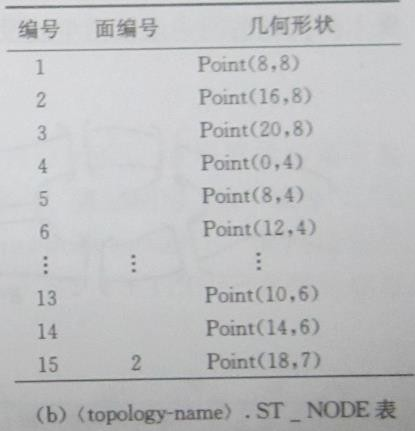 编号 面编号 几何形状
1 Point(8,8)
2 Point(16,8)
3 Point(20,8)
4 Point(0,4)
5 Point(8,4)
6 Point(12,4)
⋮ ⋮ ⋮
13 Point(10,6)
14 Point(14,6)
15 2 Point(18,7)
(b)〈topology-name〉. ST _ NODE 表